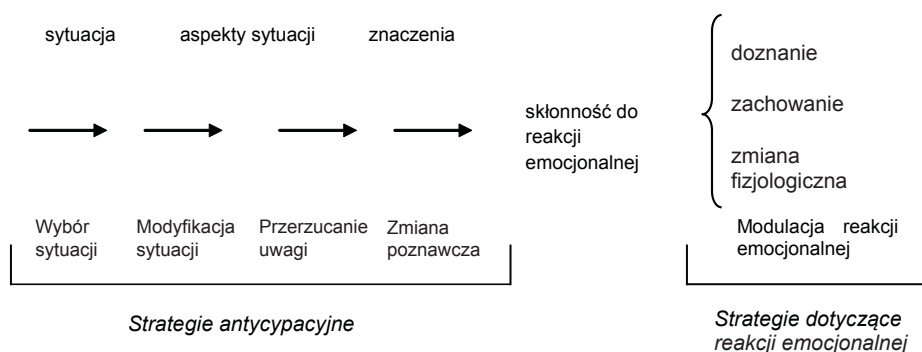 sytuacja aspekty sytuacji znaczenia
doznanie
zachowanie
zmiana
fizjologiczna
skłonność do
reakcji
emocjonalnej
Wybór
sytuacji
Modyfikacja
sytuacji
Przerzucanie
uwagi
Zmiana
poznawcza
Modulacja reakcji
emocjonalnej
Strategie antycypacyjne
Strategie dotyczące
reakcji emocjonalnej